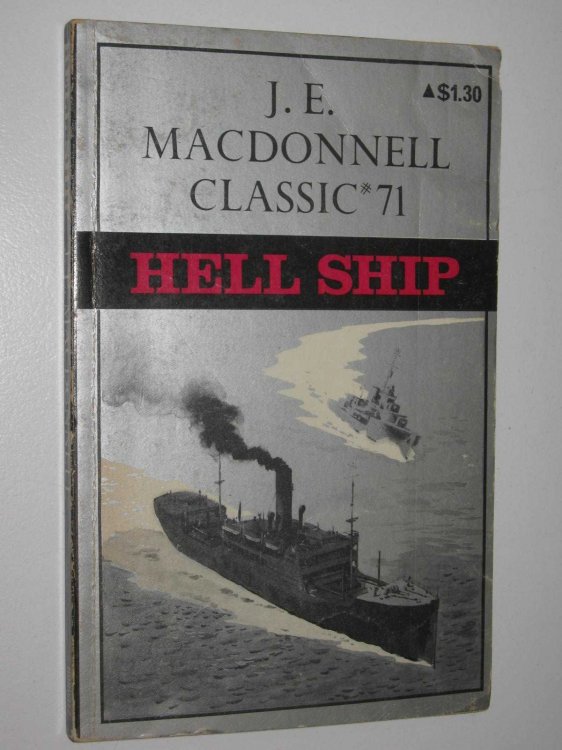 J. E.
▲$1.30
MACDONNELL
CLASSIC #71
HELL SHIP